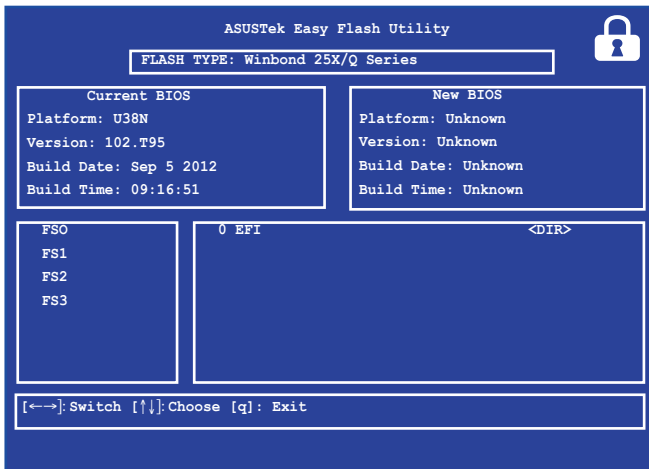 ASUSTek Easy Flash Utility
FLASH TYPE: Winbond 25X/Q Series
Current BIOS
Platform: U38N
Version: 102.T95
Build Date: Sep 5 2012
Build Time: 09:16:51
New BIOS
Platform: Unknown
Version: Unknown
Build Date: Unknown
Build Time: Unknown
FSO
FS1
FS2
FS3
0 EFI <DIR>
[←→]: Switch [↑↓]: Choose [q]: Exit